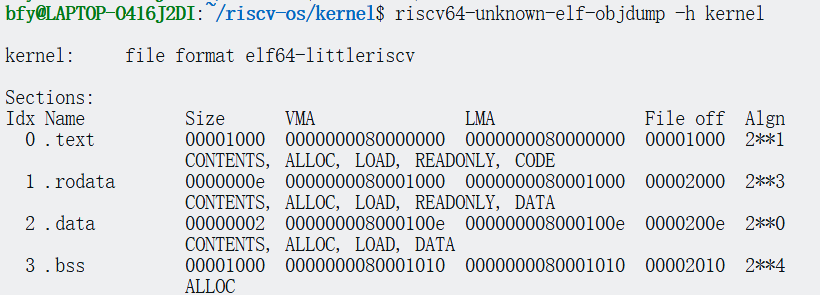 bfy@LAPTOP-O416J2DI:~/riscv-os/kernel$ riscv64-unknown-elf-objdump -h kernel
kernel:     file format elf64-littleriscv
Sections:
Idx Name          Size      VMA               LMA               File off  Algn
  0 .text         00001000  0000000080000000  0000000080000000  00001000  2**1
                  CONTENTS, ALLOC, LOAD, READONLY, CODE
  1 .rodata       0000000e  0000000080001000  0000000080001000  00002000  2**3
                  CONTENTS, ALLOC, LOAD, READONLY, DATA
  2 .data         00000002  000000008000100e  000000008000100e  0000200e  2**0
                  CONTENTS, ALLOC, LOAD, DATA
  3 .bss          00001000  0000000080001010  0000000080001010  00002010  2**4
                  ALLOC